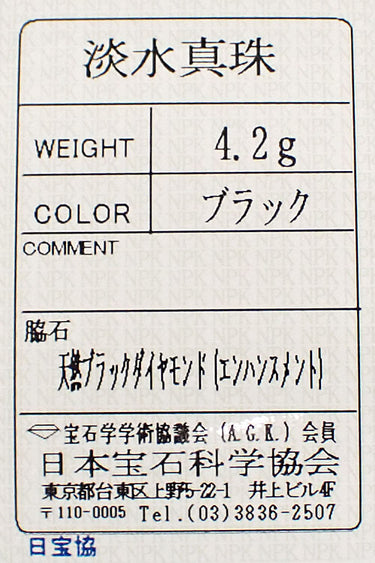 淡水真珠
WEIGHT 4.2g
COLOR ブラック
COMMENT
脇石
天然ブラックダイヤモンド(エンハンスメント)
宝石学学術協議会(A.G.K.)会員
日本宝石科学協会
東京都台東区上野5-22-1 井上ビル4F
〒110-0005 Tel.(03)3836-2507
日宝協